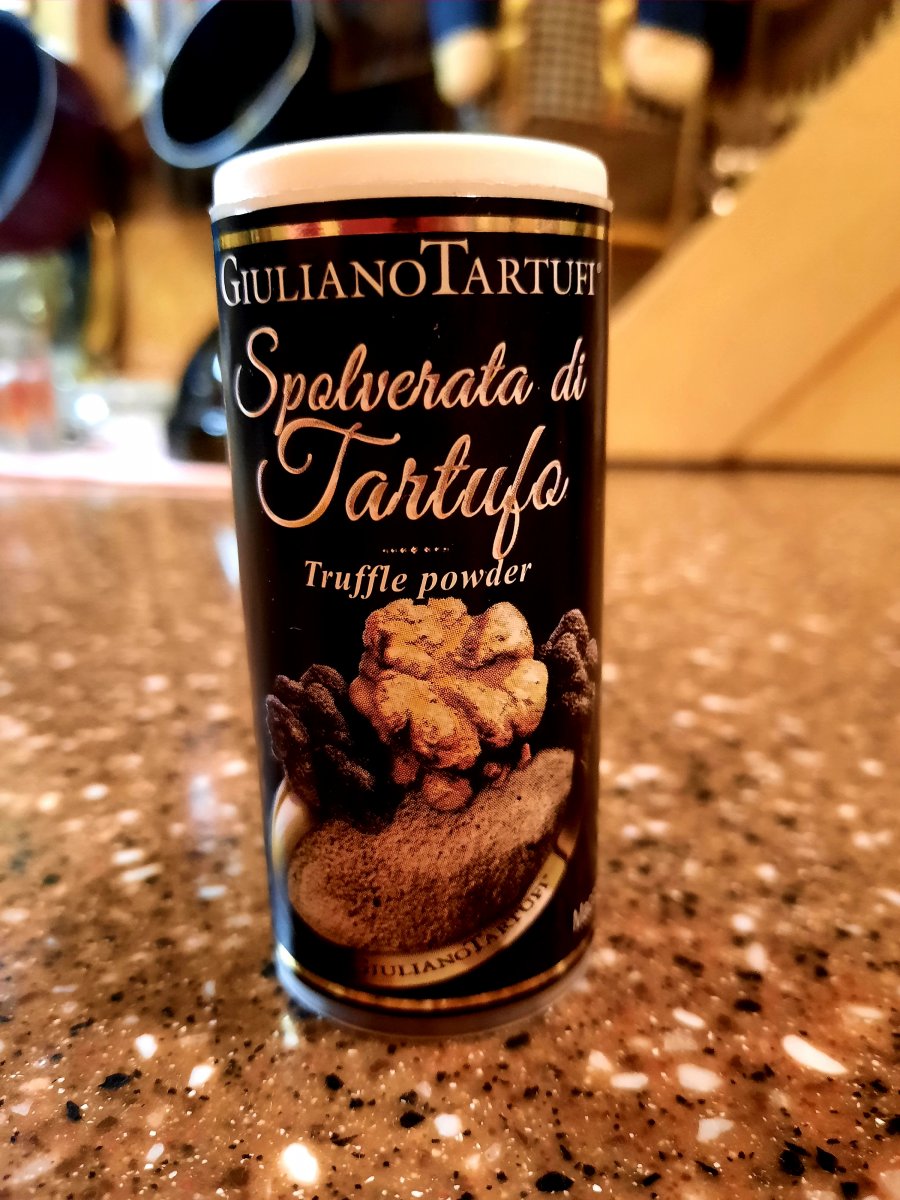 GIULIANOTARTUFI
Spolverata di
Tartufo
Truffle powder
GIULIANOTARTUFI